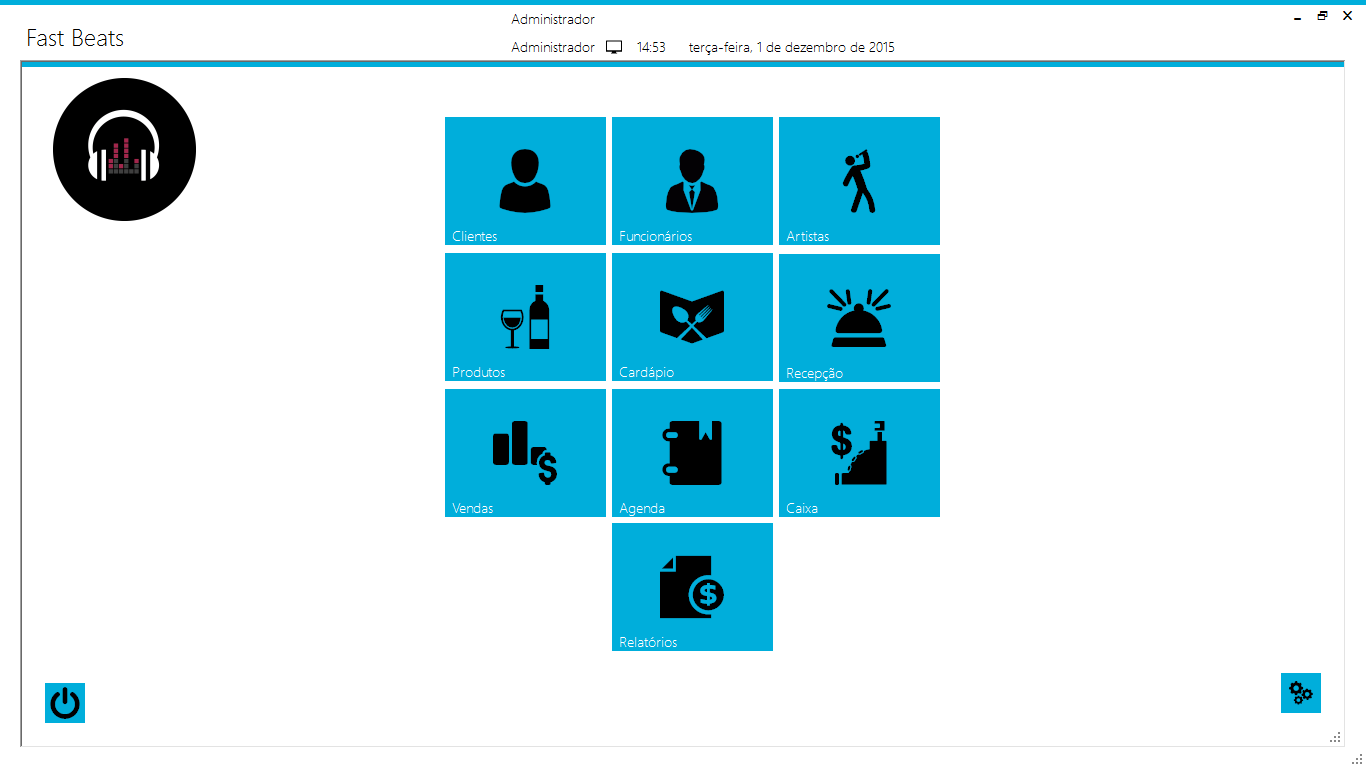 Administrador
Fast Beats
Administrador 14:53 terça-feira, 1 de dezembro de 2015
Clientes
Funcionários
Artistas
Produtos
Cardápio
Recepção
Vendas
Agenda
Caixa
Relatórios